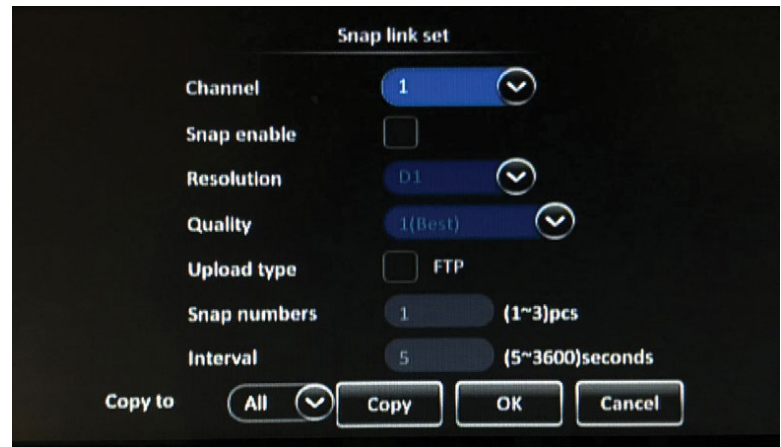 Snap link set
Channel 1
Snap enable
Resolution D1
Quality 1(Best)
Upload type FTP
Snap numbers 1 (1~3)pcs
Interval 5 (5~3600)seconds
Copy to All Copy OK Cancel